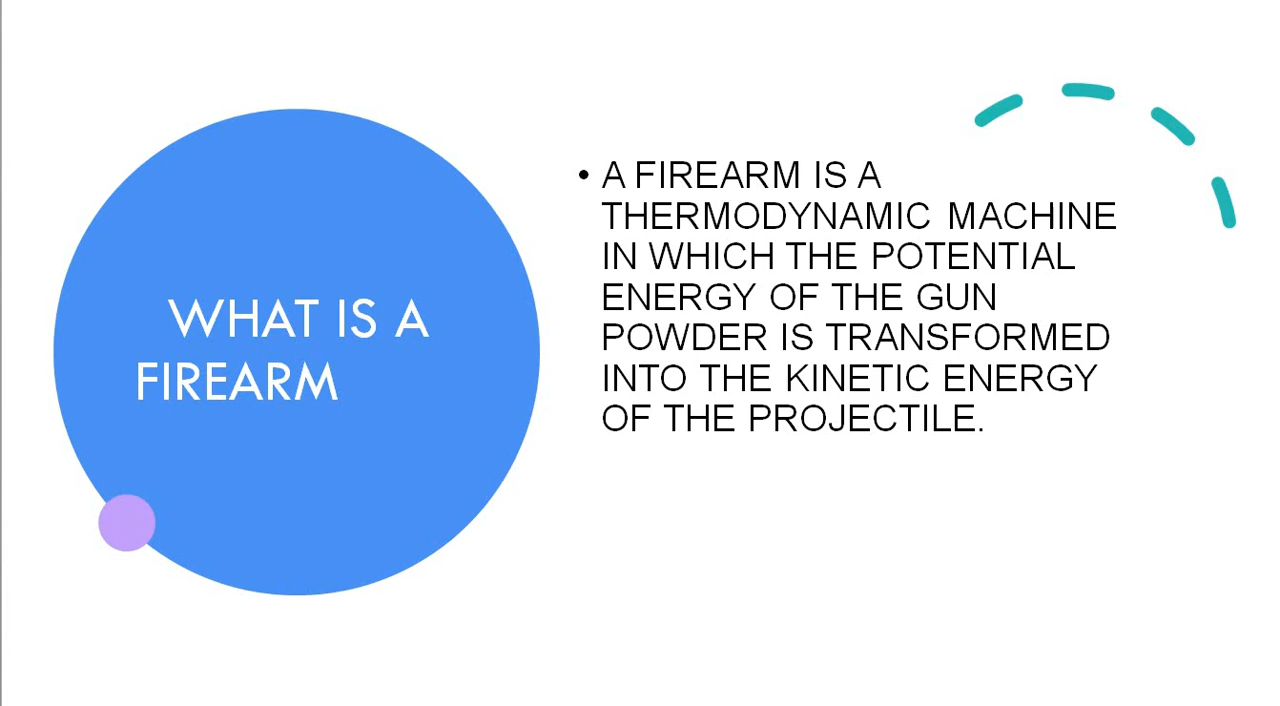 WHAT IS A
FIREARM
• A FIREARM IS A
THERMODYNAMIC MACHINE
IN WHICH THE POTENTIAL
ENERGY OF THE GUN
POWDER IS TRANSFORMED
INTO THE KINETIC ENERGY
OF THE PROJECTILE.